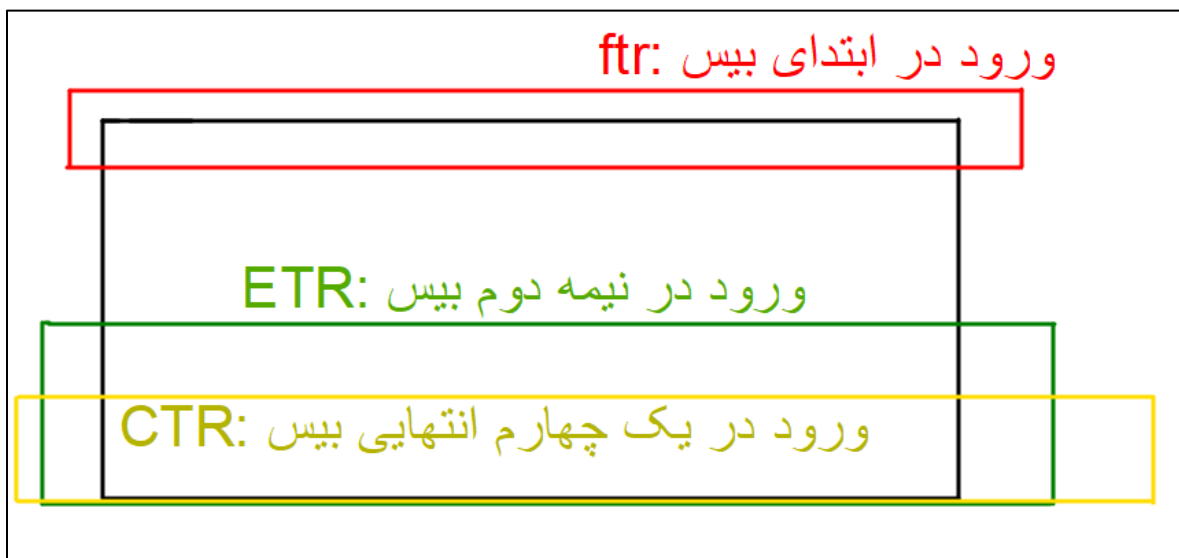 ورود در ابتدای بیس :ftr
ورود در نیمه دوم بیس :ETR
ورود در یک چهارم انتهایی بیس :CTR